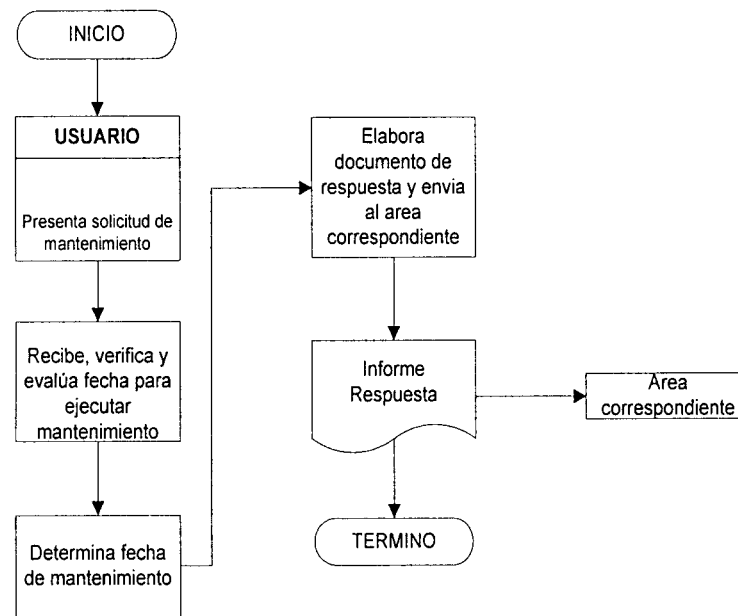 INICIO
USUARIO
Presenta solicitud de
mantenimiento
Recibe, verifica y
evalúa fecha para
ejecutar
mantenimiento
Determina fecha
de mantenimiento
Elabora
documento de
respuesta y envia
al area
correspondiente
Informe
Respuesta
Area
correspondiente
TERMINO